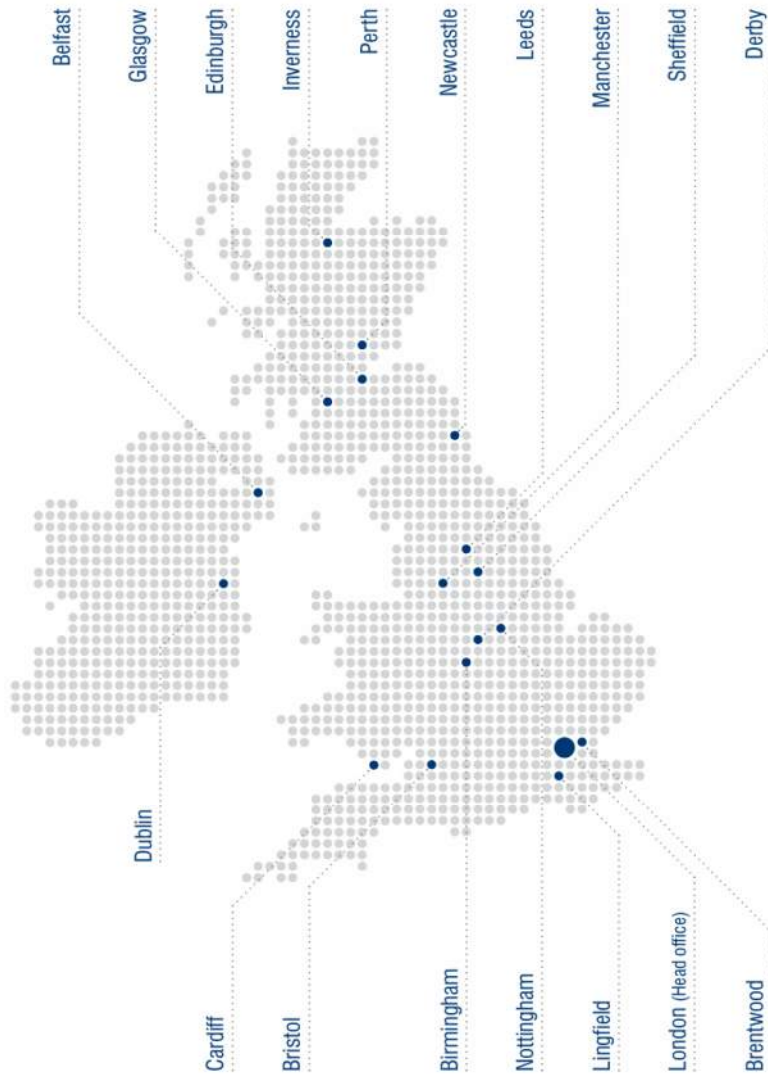 Belfast
Glasgow
Edinburgh
Inverness
Perth
Newcastle
Leeds
Manchester
Sheffield
Derby
Dublin
Cardiff
Bristol
Birmingham
Nottingham
Lingfield
London (Head office)
Brentwood